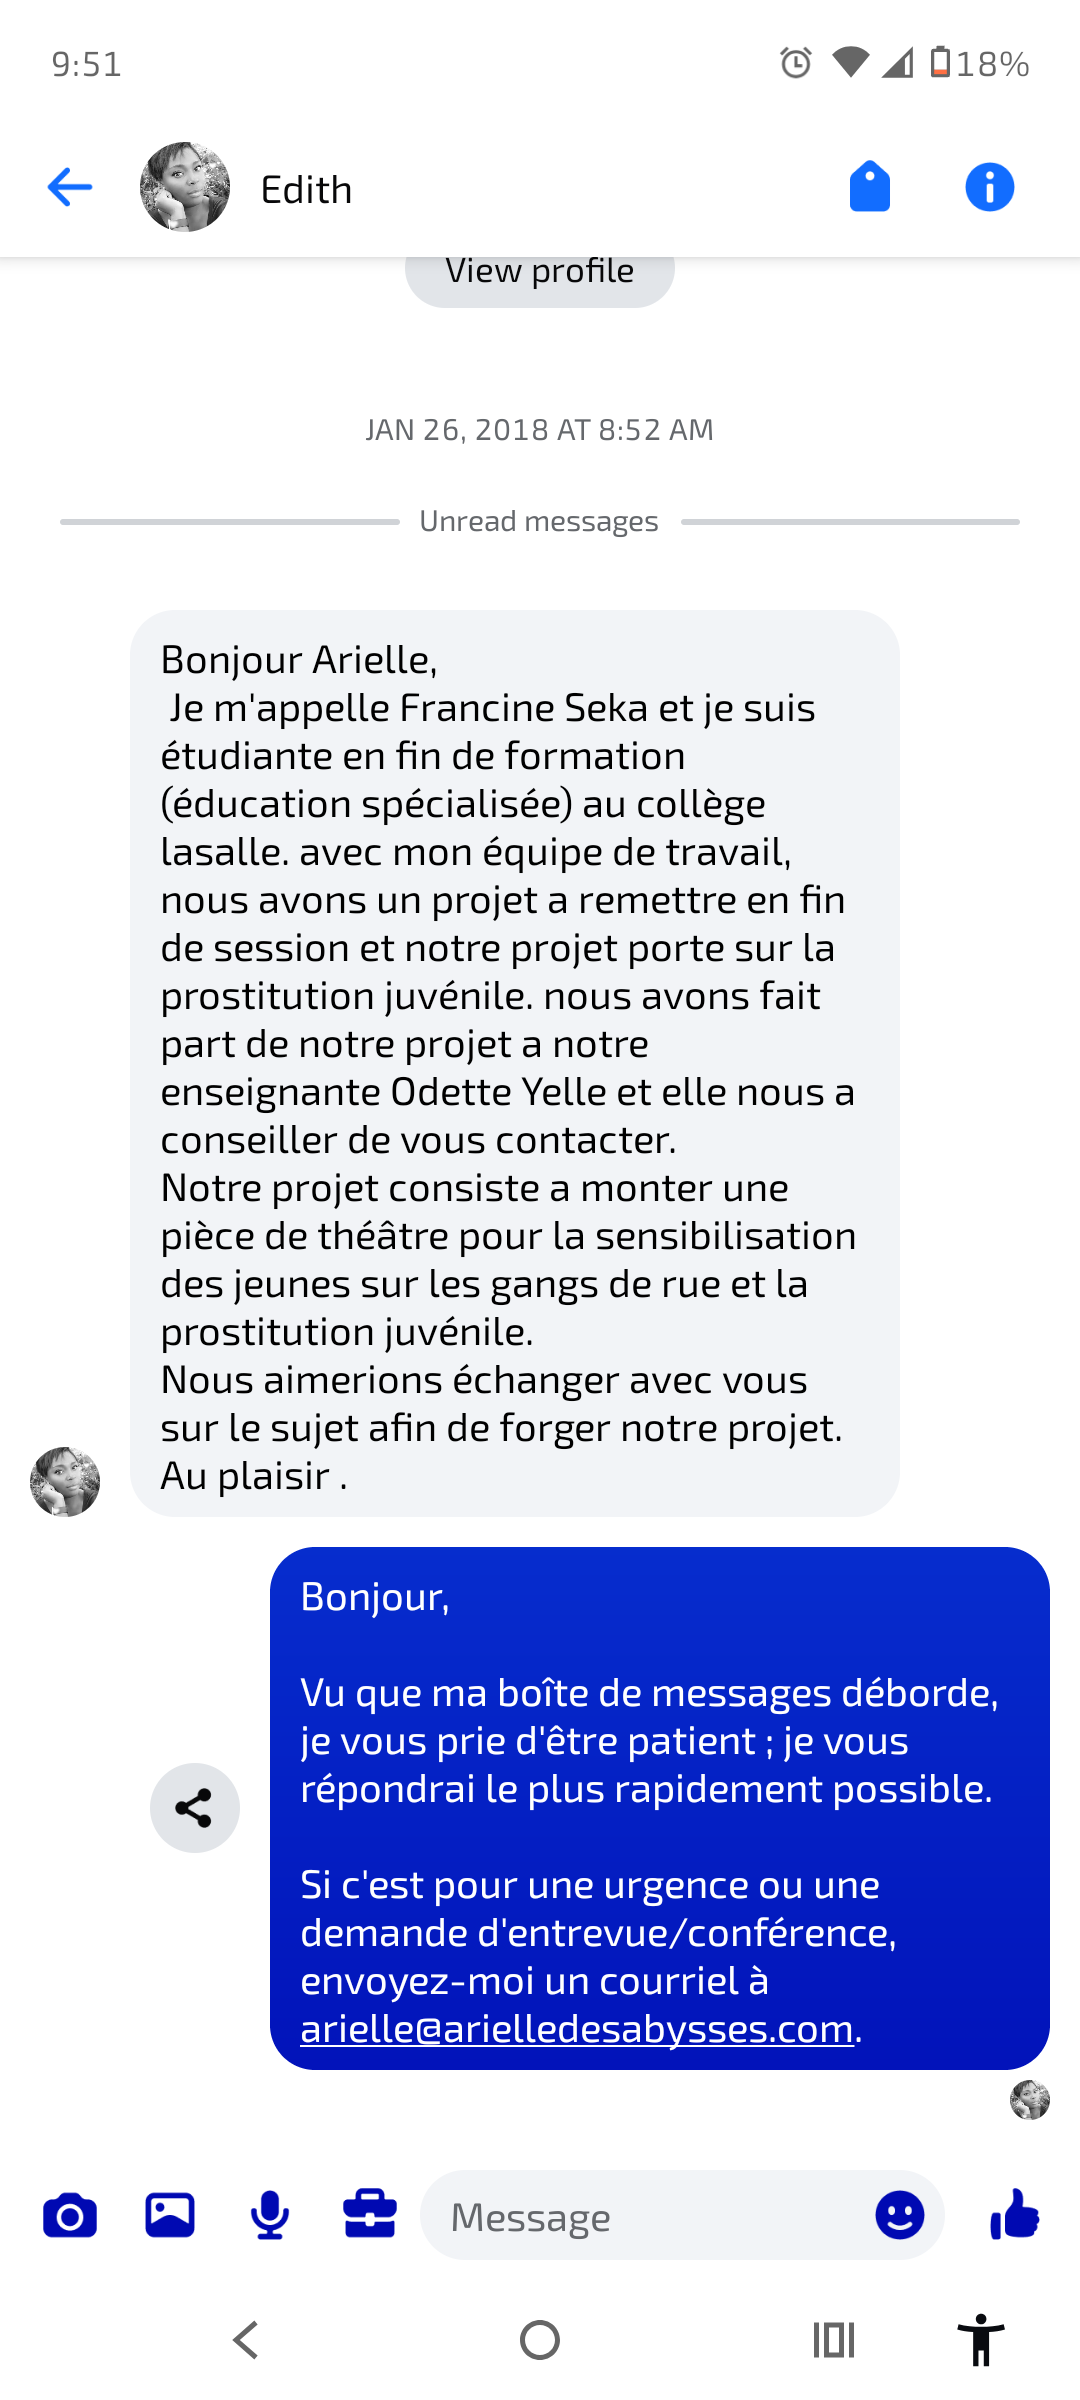 9:51
18%
Edith
View profile
JAN 26, 2018 AT 8:52 AM
Unread messages
Bonjour Arielle,
Je m'appelle Francine Seka et je suis
étudiante en fin de formation
(éducation spécialisée) au collège
lasalle. avec mon équipe de travail,
nous avons un projet a remettre en fin
de session et notre projet porte sur la
prostitution juvénile. nous avons fait
part de notre projet a notre
enseignante Odette Yelle et elle nous a
conseiller de vous contacter.
Notre projet consiste a monter une
pièce de théâtre pour la sensibilisation
des jeunes sur les gangs de rue et la
prostitution juvénile.
Nous aimerions échanger avec vous
sur le sujet afin de forger notre projet.
Au plaisir .
Bonjour,
Vu que ma boîte de messages déborde,
je vous prie d'être patient ; je vous
répondrai le plus rapidement possible.
Si c'est pour une urgence ou une
demande d'entrevue/conférence,
envoyez-moi un courriel à
arielle@arielledesabysses.com.
Message